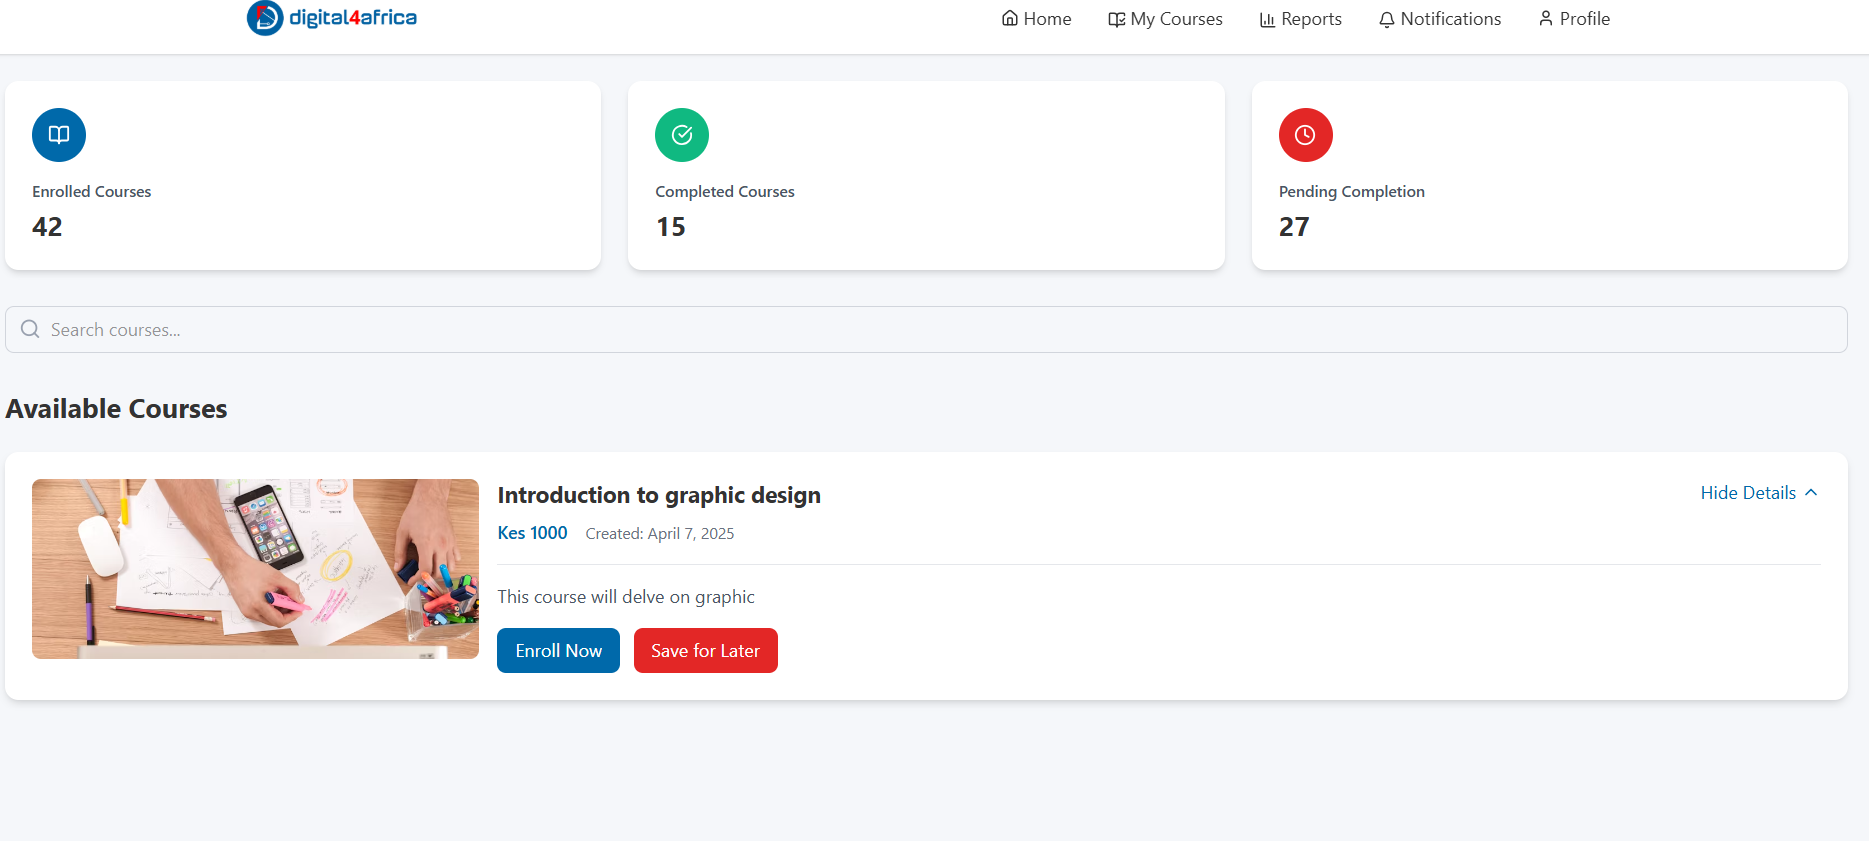 digital4africa
Home My Courses Reports Notifications Profile
Enrolled Courses
42
Completed Courses
15
Pending Completion
27
Search courses...
Available Courses
Introduction to graphic design
Hide Details
Kes 1000 Created: April 7, 2025
This course will delve on graphic
Enroll Now Save for Later